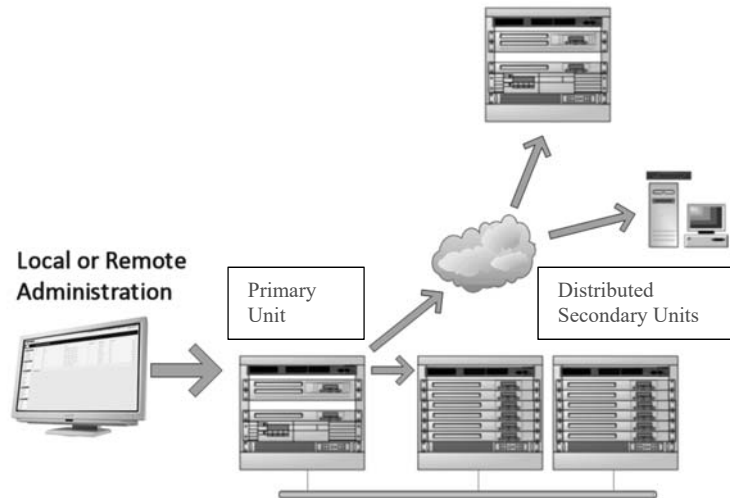 Local or Remote
Administration
Primary
Unit
Distributed
Secondary Units